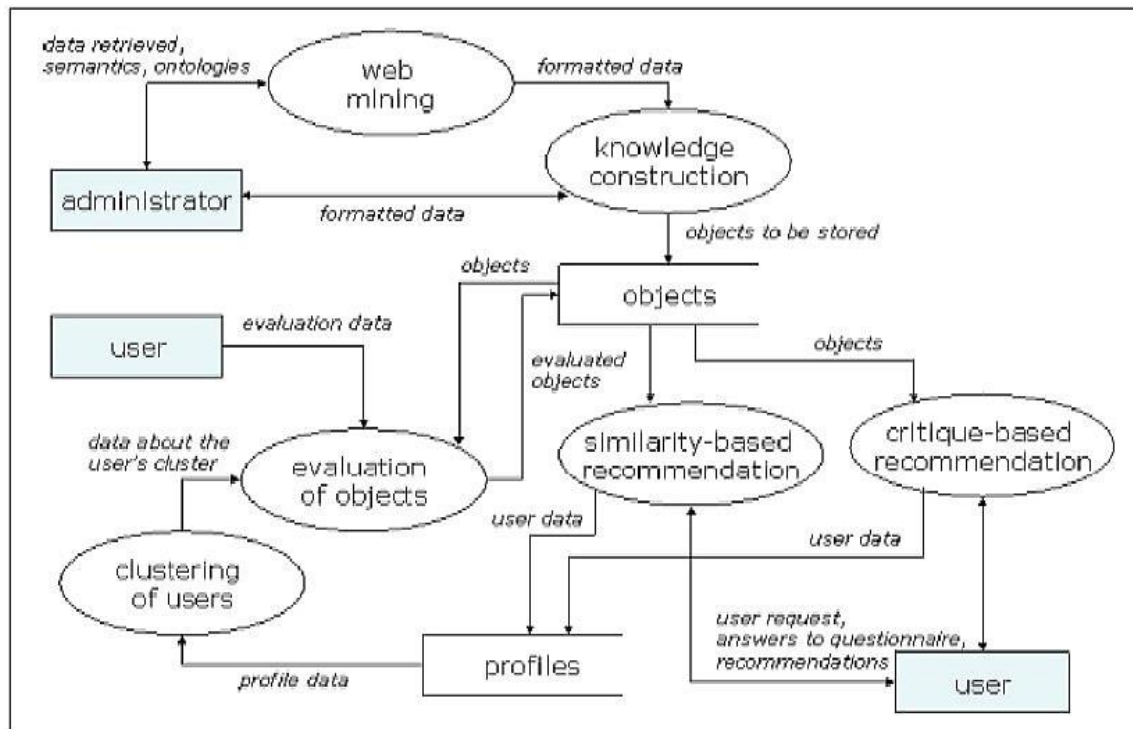 data retrieved,
semantics, ontologies
web
mining
formatted data
knowledge
construction
administrator
formatted data
objects to be stored
objects
objects
user
evaluation data
evaluated
objects
objects
data about the
user's cluster
evaluation
of objects
similarity-based
recommendation
critique-based
recommendation
user data
user data
clustering
of users
user request,
answers to questionnaire,
recommendations
profiles
profile data
user